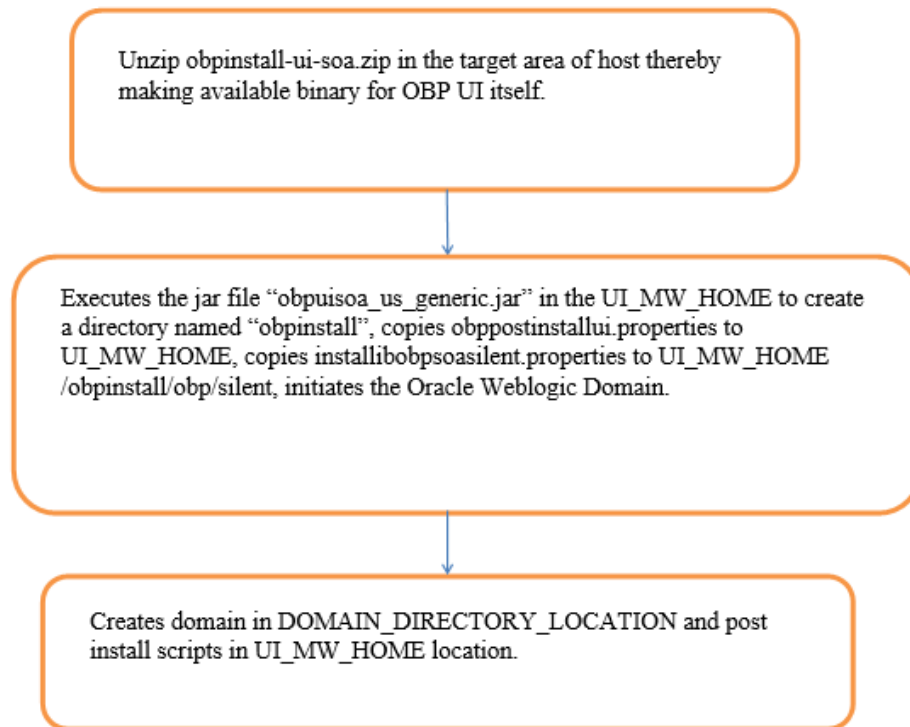 Unzip obpinstall-ui-soa.zip in the target area of host thereby
making available binary for OBP UI itself.
Executes the jar file “obpuisoa_us_generic.jar” in the UI_MW_HOME to create
a directory named “obpinstall”, copies obppostinstallui.properties to
UI_MW_HOME, copies installibobpsoasilent.properties to UI_MW_HOME
/obpinstall/obp/silent, initiates the Oracle Weblogic Domain.
Creates domain in DOMAIN_DIRECTORY_LOCATION and post
install scripts in UI_MW_HOME location.